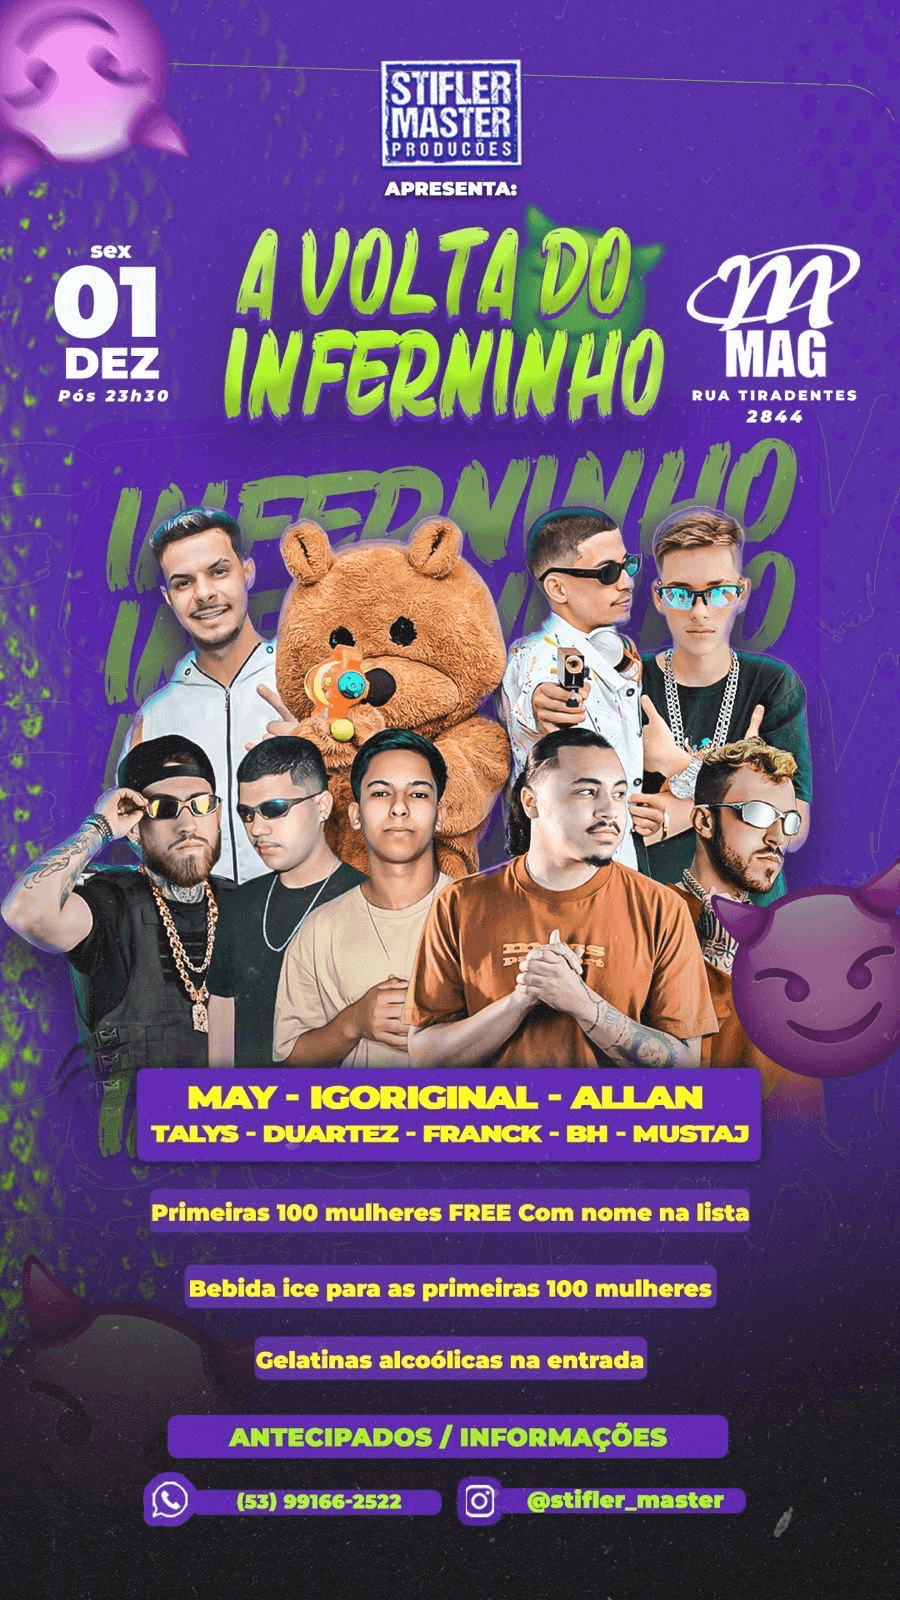 STIFLER
MASTER
PRODUCÕES
APRESENTA:
sex
01
DEZ
Pós 23h30
A VOLTA DO
INFERNINHO
m
MAG
RUA TIRADENTES
2844
INFERNINHO
MAY - IGORIGINAL - ALLAN
TALYS - DUARTEZ - FRANCK - BH - MUSTAJ
Primeiras 100 mulheres FREE Com nome na lista
Bebida ice para as primeiras 100 mulheres
Gelatinas alcoólicas na entrada
ANTECIPADOS / INFORMAÇÕES
(53) 99166-2522
@stifler_master